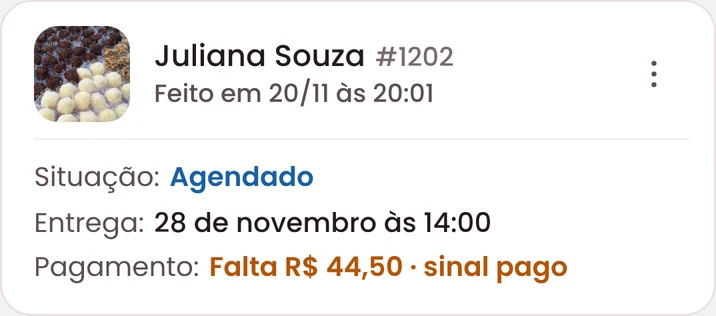 Juliana Souza #1202
Feito em 20/11 às 20:01
Situação: Agendado
Entrega: 28 de novembro às 14:00
Pagamento: Falta R$ 44,50 · sinal pago